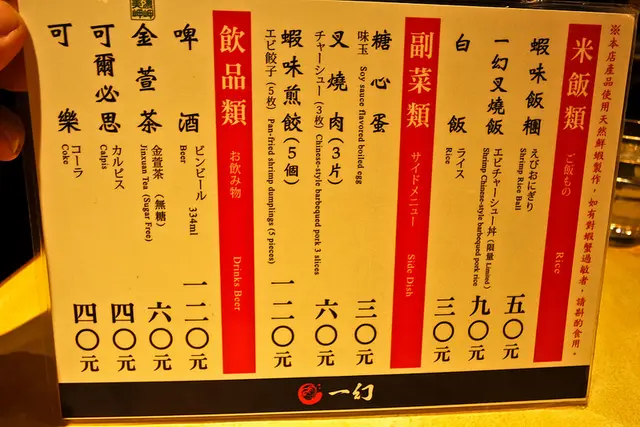 ※本店產品使用天然鮮蝦製作，如有對蝦蟹過敏者，請斟酌食用。
米飯類 ご飯もの Rice
蝦味飯糰 えびおにぎり 五〇元
Shrimp Rice Ball
一幻叉燒飯 エビチャーシュー丼(限量 Limited) 九〇元
Shrimp Chinese-style barbequed pork rice
白飯 ライス 三〇元
Rice
副菜類 サイドメニュー Side Dish
糖心蛋 味玉 Soy sauce flavored boiled egg 三〇元
叉燒肉(3片) 六〇元
チャーシュー(3枚) Chinese-style barbequed pork 3 slices
蝦味煎餃(5個) 一二〇元
エビ餃子(5枚) Pan-fried shrimp dumplings (5 pieces)
飲品類 お飲み物 Drinks Beer
啤酒 ビンビール 334ml 一二〇元
Beer
金萱茶 金萱茶(無糖) 六〇元
Jinxuan Tea (Sugar Free)
可爾必思 カルピス 四〇元
Calpis
可樂 コーラ 四〇元
Coke
一幻